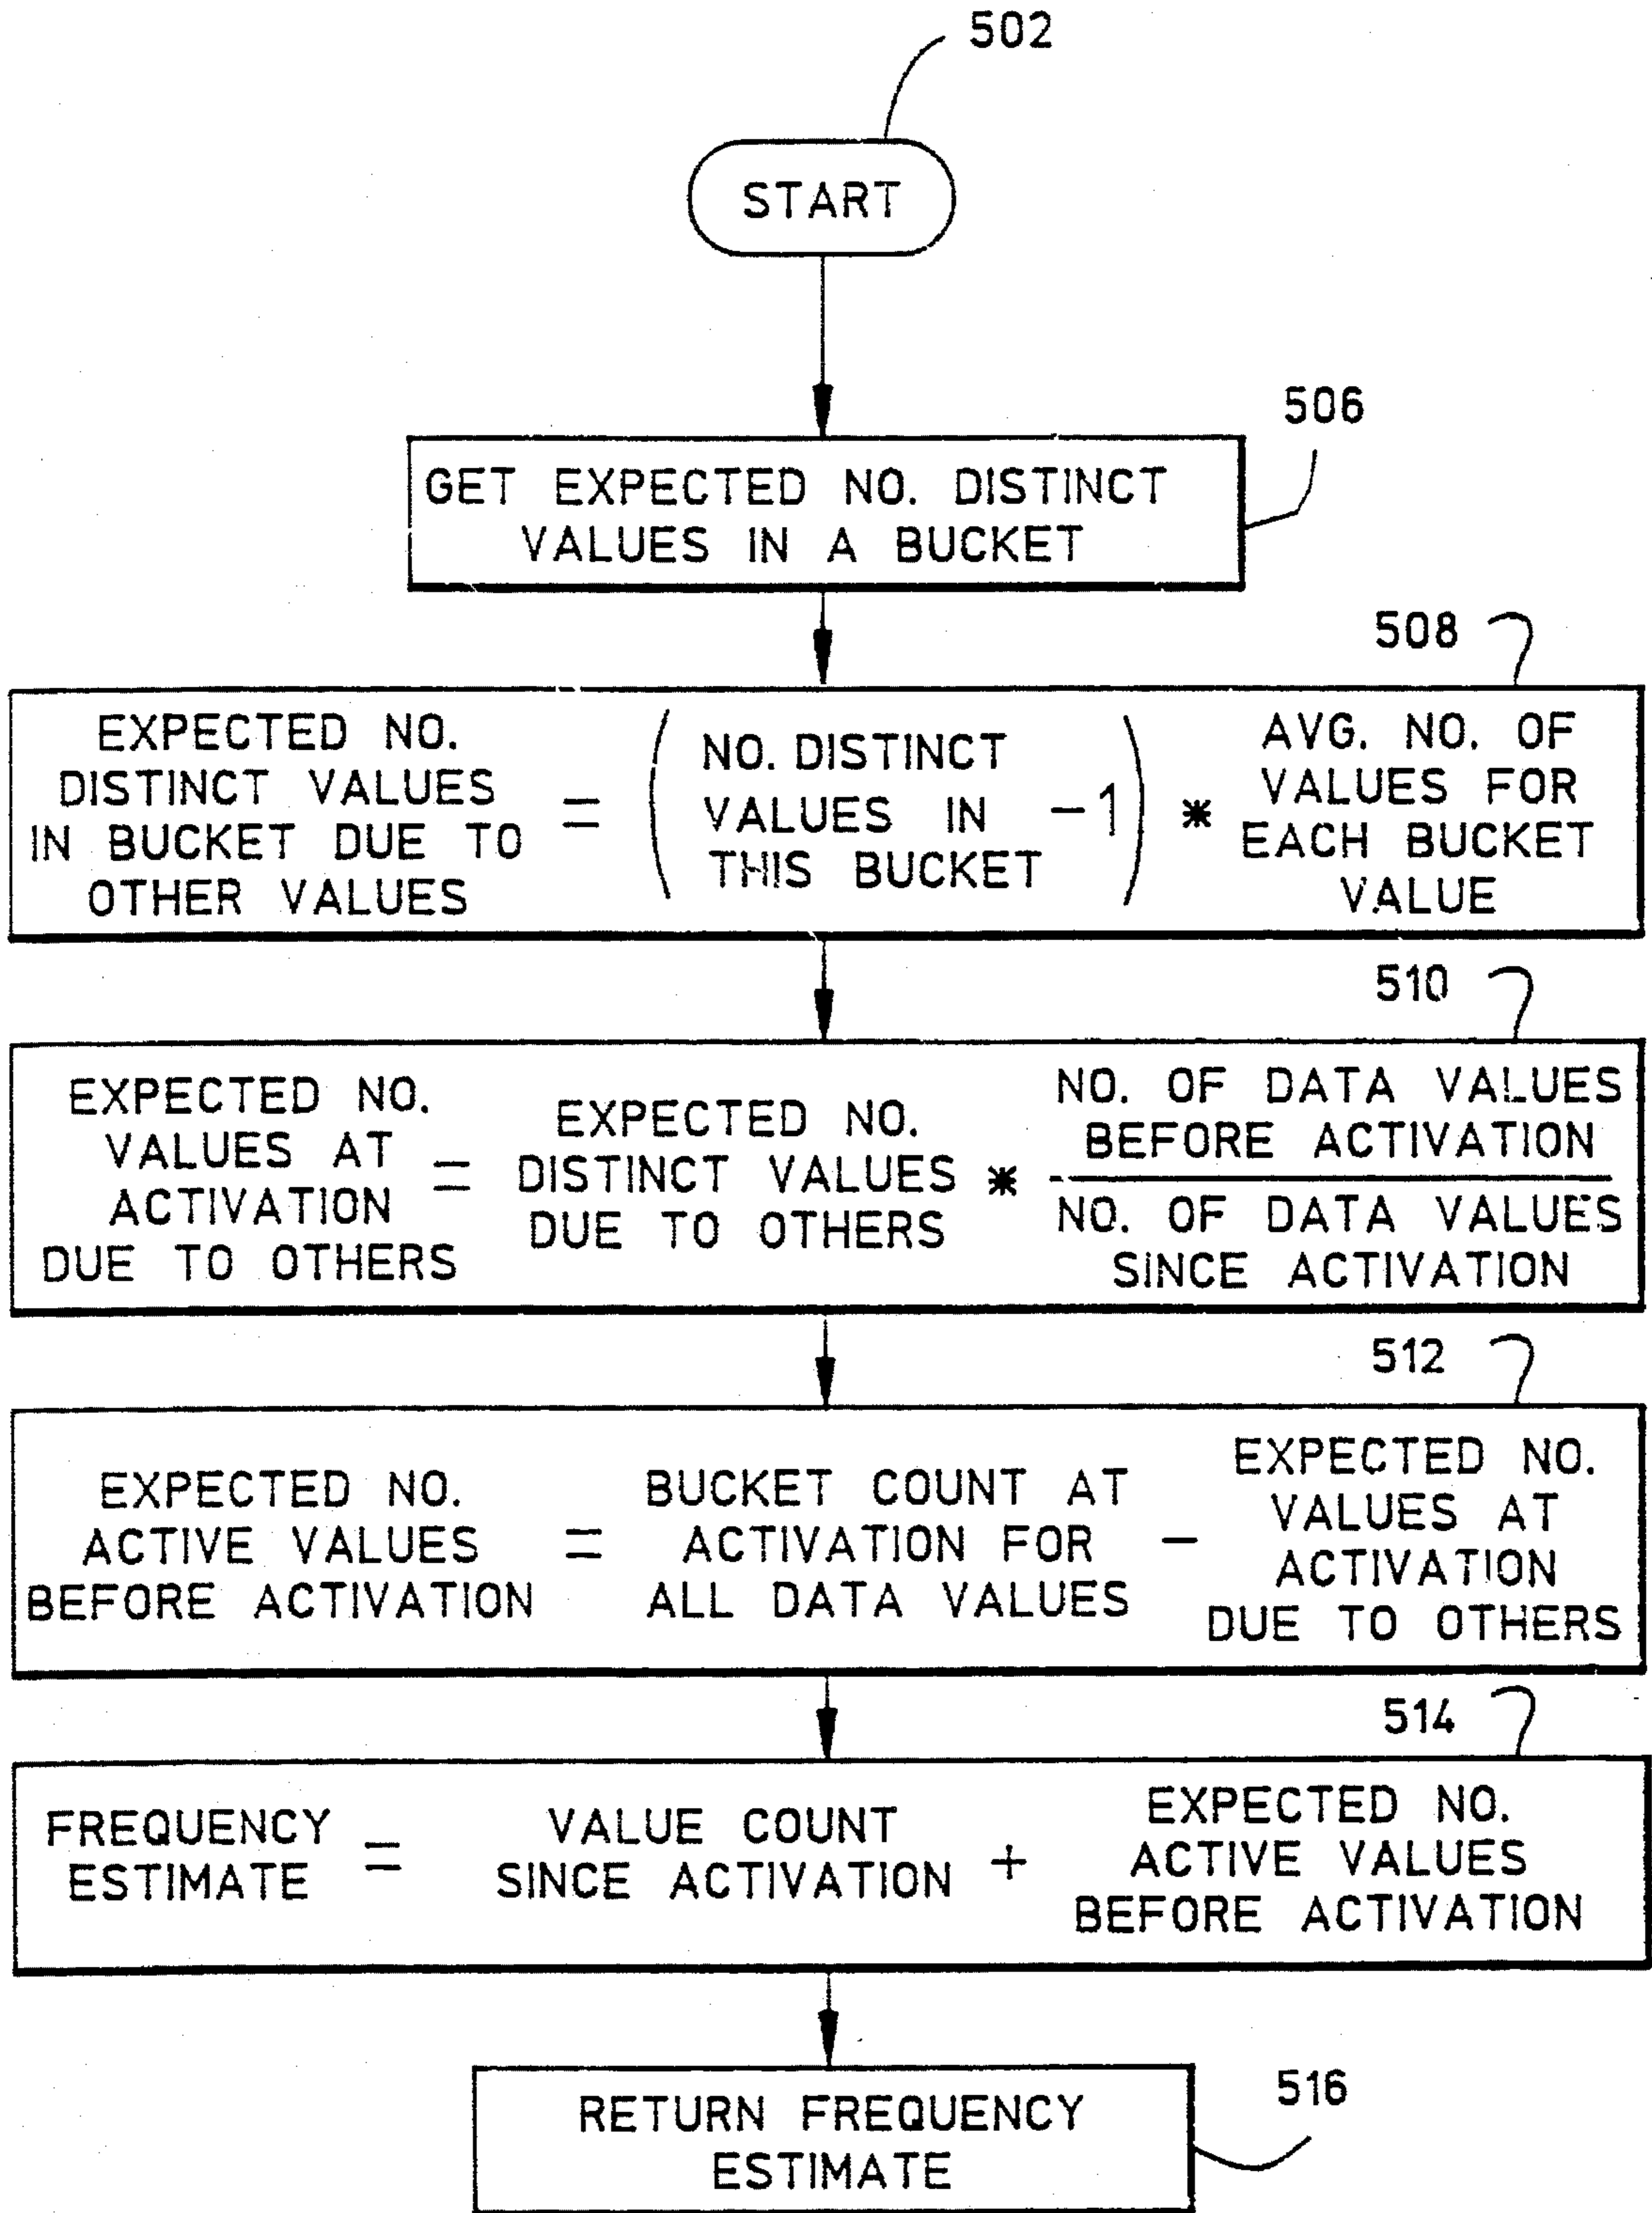 502
START
506
GET EXPECTED NO. DISTINCT
VALUES IN A BUCKET
508
EXPECTED NO.
DISTINCT VALUES
IN BUCKET DUE TO
OTHER VALUES
=
( NO. DISTINCT
VALUES IN
THIS BUCKET
-1 )
*
AVG. NO. OF
VALUES FOR
EACH BUCKET
VALUE
510
EXPECTED NO.
VALUES AT
ACTIVATION
DUE TO OTHERS
=
EXPECTED NO.
DISTINCT VALUES
DUE TO OTHERS
*
NO. OF DATA VALUES
BEFORE ACTIVATION
NO. OF DATA VALUES
SINCE ACTIVATION
512
EXPECTED NO.
ACTIVE VALUES
BEFORE ACTIVATION
=
BUCKET COUNT AT
ACTIVATION FOR
ALL DATA VALUES
-
EXPECTED NO.
VALUES AT
ACTIVATION
DUE TO OTHERS
514
FREQUENCY
ESTIMATE
=
VALUE COUNT
SINCE ACTIVATION
+
EXPECTED NO.
ACTIVE VALUES
BEFORE ACTIVATION
516
RETURN FREQUENCY
ESTIMATE